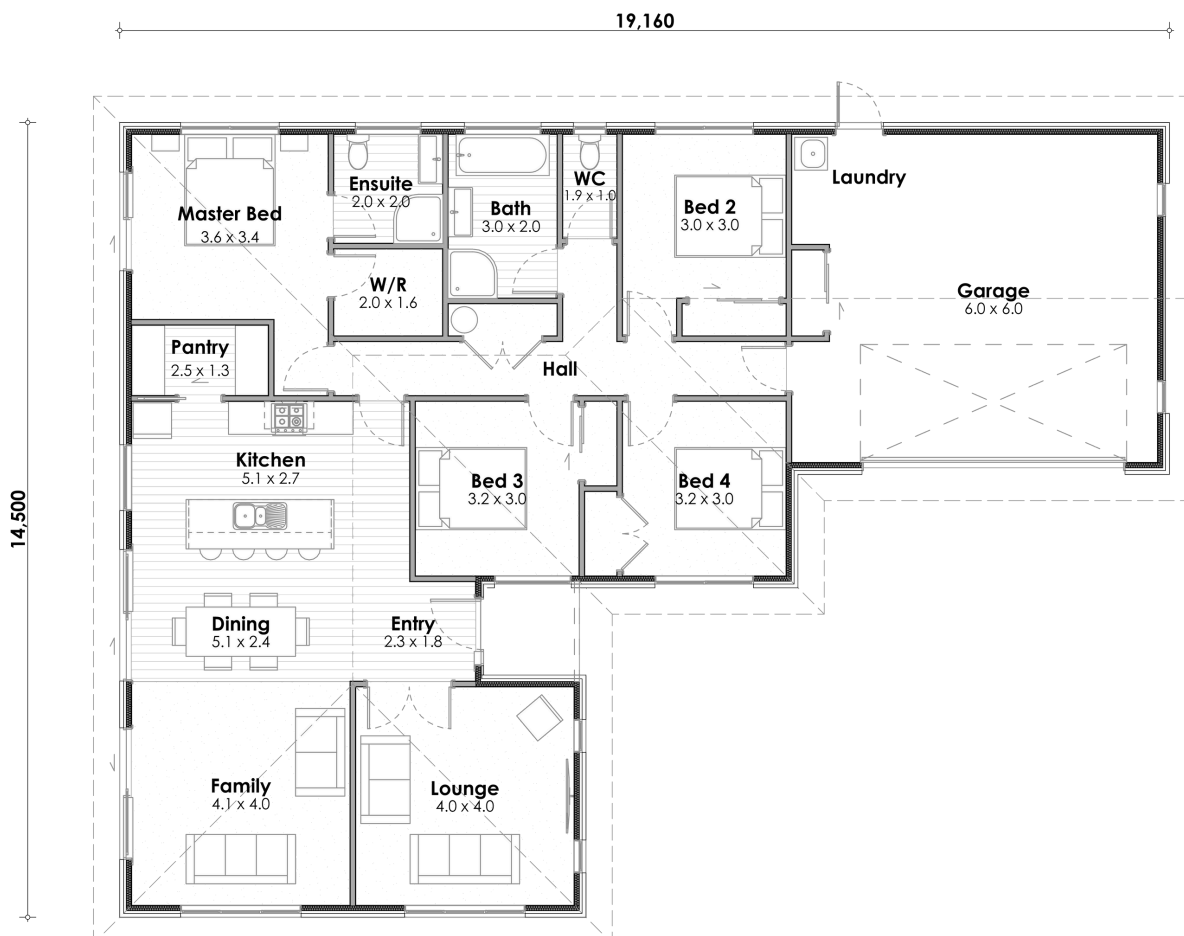 19,160
14,500
Master Bed
3.6 x 3.4
Ensuite
2.0 x 2.0
Bath
3.0 x 2.0
WC
1.9 x 1.0
Bed 2
3.0 x 3.0
Laundry
W/R
2.0 x 1.6
Garage
6.0 x 6.0
Pantry
2.5 x 1.3
Hall
Kitchen
5.1 x 2.7
Bed 3
3.2 x 3.0
Bed 4
3.2 x 3.0
Dining
5.1 x 2.4
Entry
2.3 x 1.8
Family
4.1 x 4.0
Lounge
4.0 x 4.0